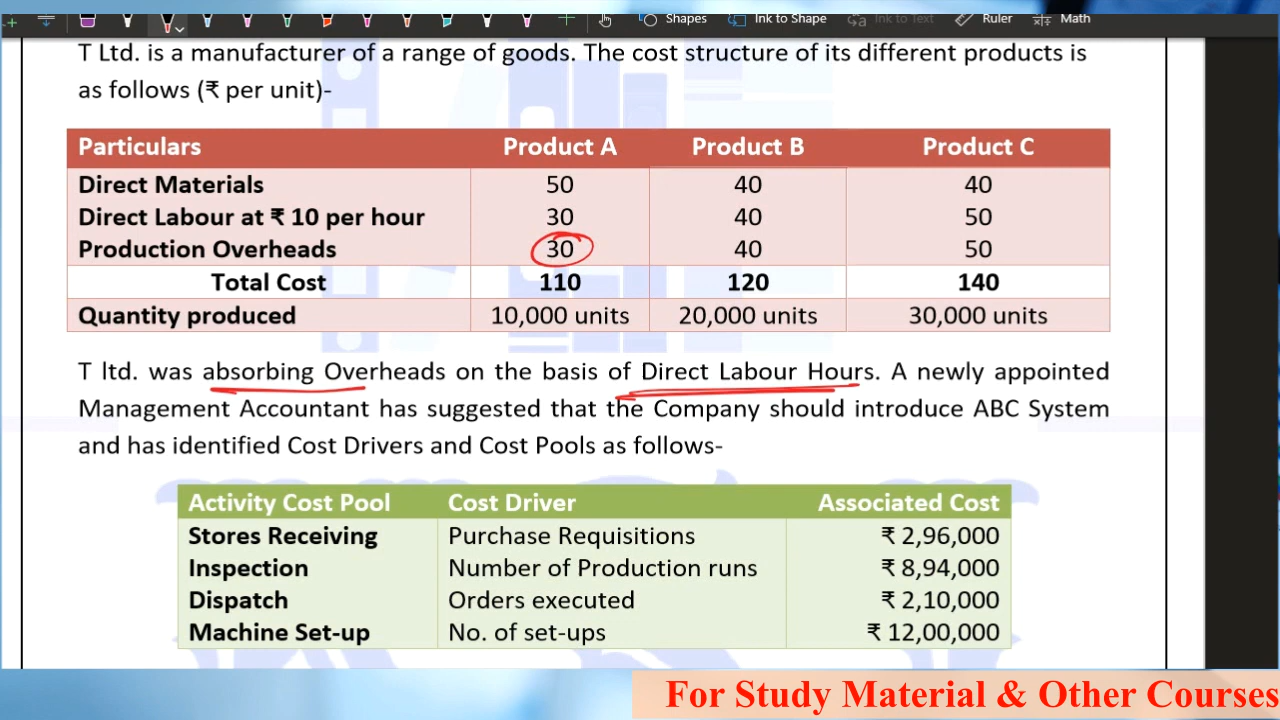 Shapes Ink to Shape Ink to Text Ruler Math
T Ltd. is a manufacturer of a range of goods. The cost structure of its different products is
as follows (₹ per unit)-
Particulars Product A Product B Product C
Direct Materials 50 40 40
Direct Labour at ₹ 10 per hour 30 40 50
Production Overheads 30 40 50
Total Cost 110 120 140
Quantity produced 10,000 units 20,000 units 30,000 units
T ltd. was absorbing Overheads on the basis of Direct Labour Hours. A newly appointed
Management Accountant has suggested that the Company should introduce ABC System
and has identified Cost Drivers and Cost Pools as follows-
Activity Cost Pool Cost Driver Associated Cost
Stores Receiving Purchase Requisitions ₹ 2,96,000
Inspection Number of Production runs ₹ 8,94,000
Dispatch Orders executed ₹ 2,10,000
Machine Set-up No. of set-ups ₹ 12,00,000
For Study Material & Other Courses